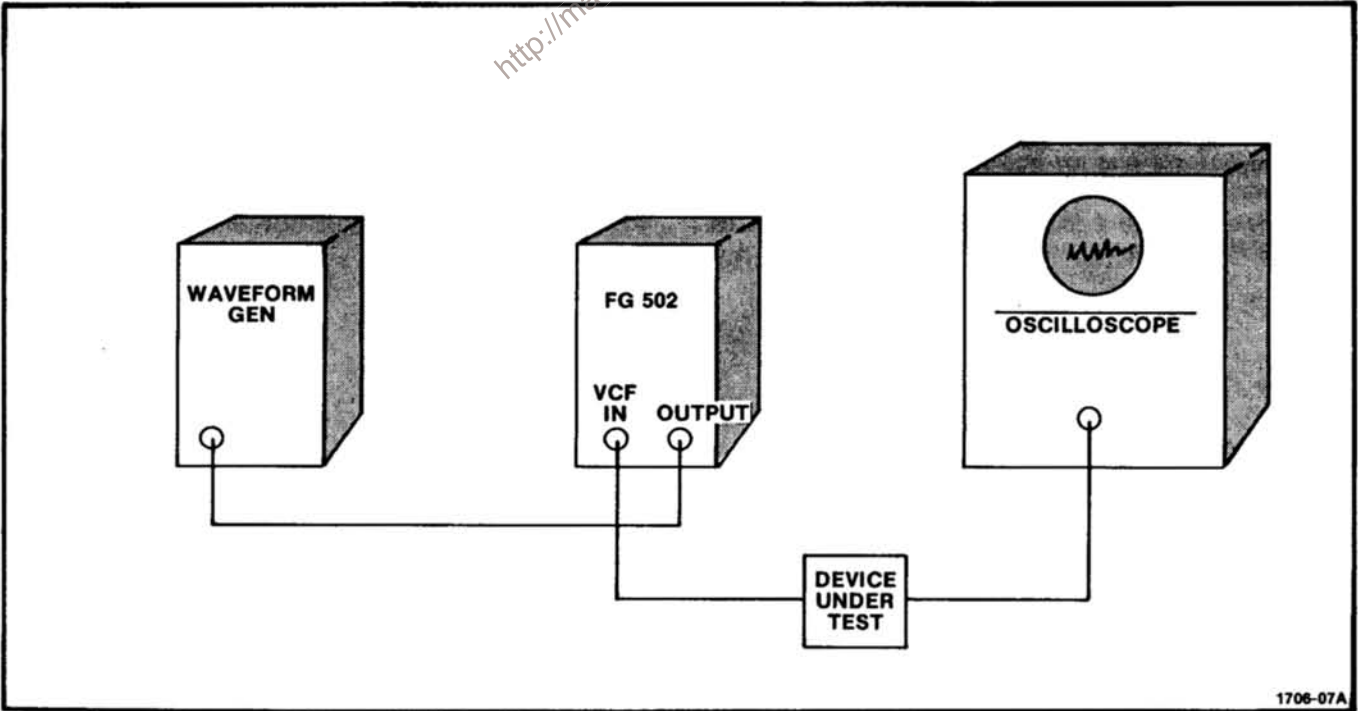 http://ma
WAVEFORM
GEN
FG 502
VCF
IN
OUTPUT
OSCILLOSCOPE
DEVICE
UNDER
TEST
1706-07A